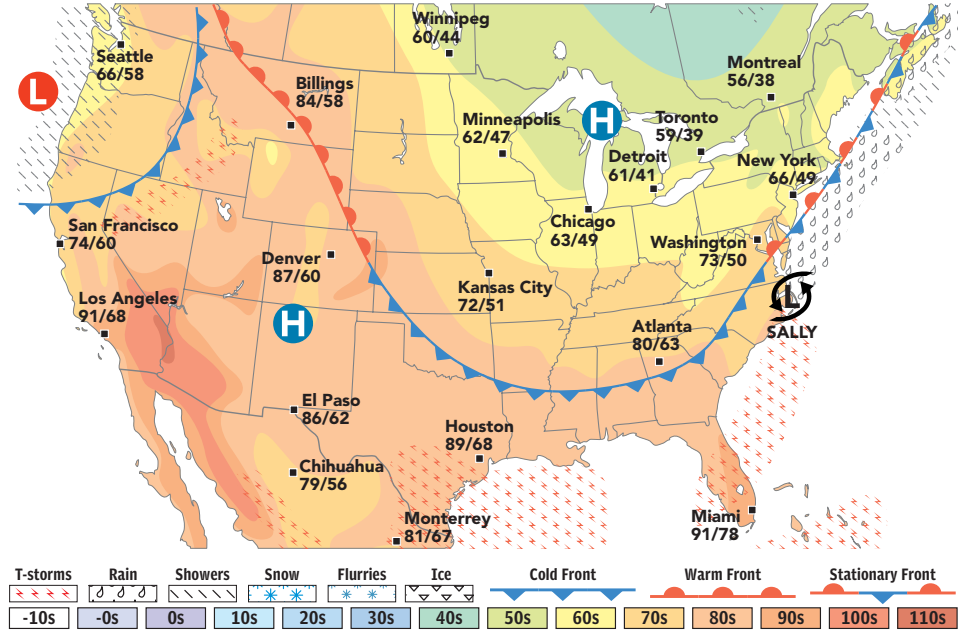 Winnipeg
60/44
Seattle
66/58
Montreal
56/38
L
Billings
84/58
H
Minneapolis
62/47
Toronto
59/39
Detroit
61/41
New York
66/49
San Francisco
74/60
Chicago
63/49
Washington
73/50
Denver
87/60
Kansas City
72/51
Los Angeles
91/68
L
SALLY
H
Atlanta
80/63
El Paso
86/62
Houston
89/68
Chihuahua
79/56
Monterrey
81/67
Miami
91/78
T-storms Rain Showers Snow Flurries Ice Cold Front Warm Front Stationary Front
-10s -0s 0s 10s 20s 30s 40s 50s 60s 70s 80s 90s 100s 110s